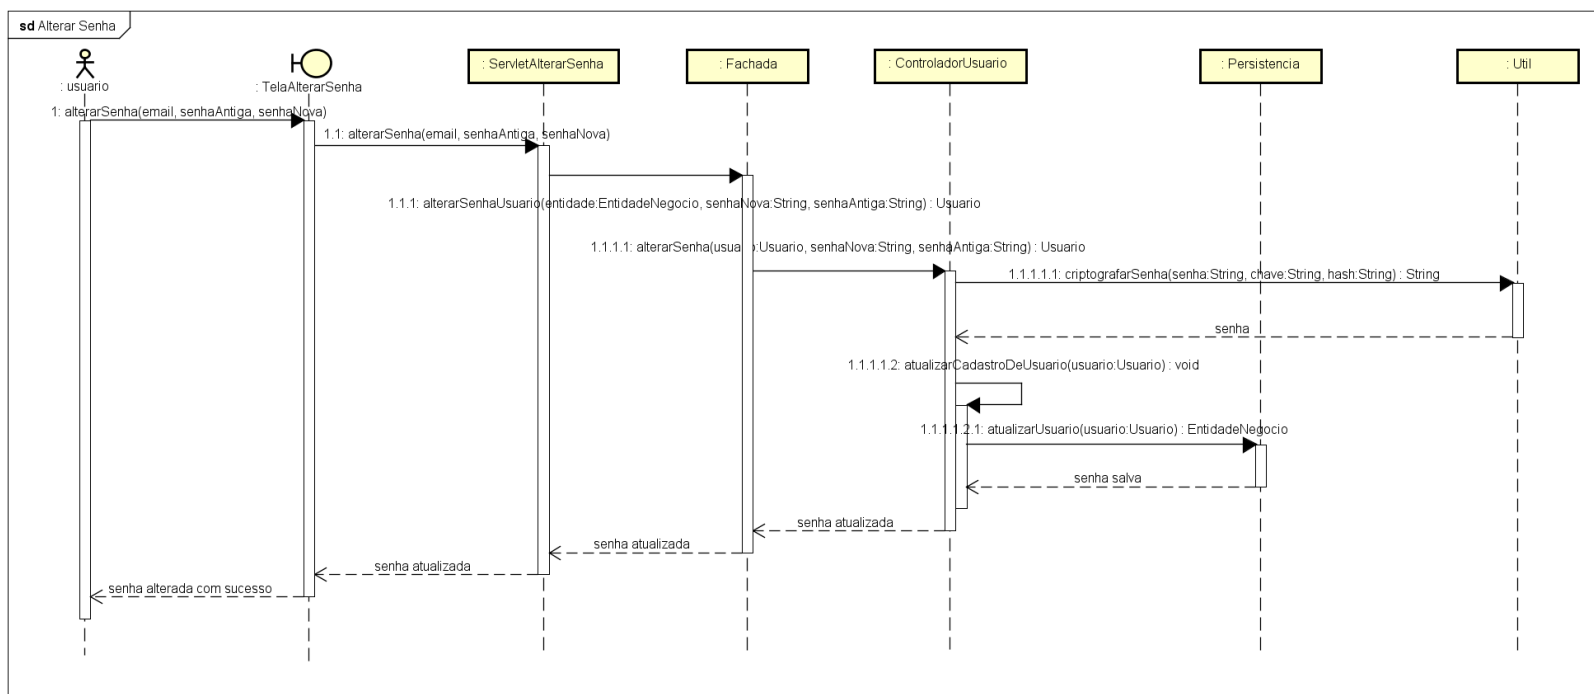 sd Alterar Senha
: usuario
: TelaAlterarSenha
: ServletAlterarSenha
: Fachada
: ControladorUsuario
: Persistencia
: Util
1: alterarSenha(email, senhaAntiga, senhaNova)
1.1: alterarSenha(email, senhaAntiga, senhaNova)
1.1.1: alterarSenhaUsuario(entidade:EntidadeNegocio, senhaNova:String, senhaAntiga:String) : Usuario
1.1.1.1: alterarSenha(usuario:Usuario, senhaNova:String, senhaAntiga:String) : Usuario
1.1.1.1.1: criptografarSenha(senha:String, chave:String, hash:String) : String
senha
1.1.1.1.2: atualizarCadastroDeUsuario(usuario:Usuario) : void
1.1.1.1.2.1: atualizarUsuario(usuario:Usuario) : EntidadeNegocio
senha salva
senha atualizada
senha atualizada
senha atualizada
senha alterada com sucesso